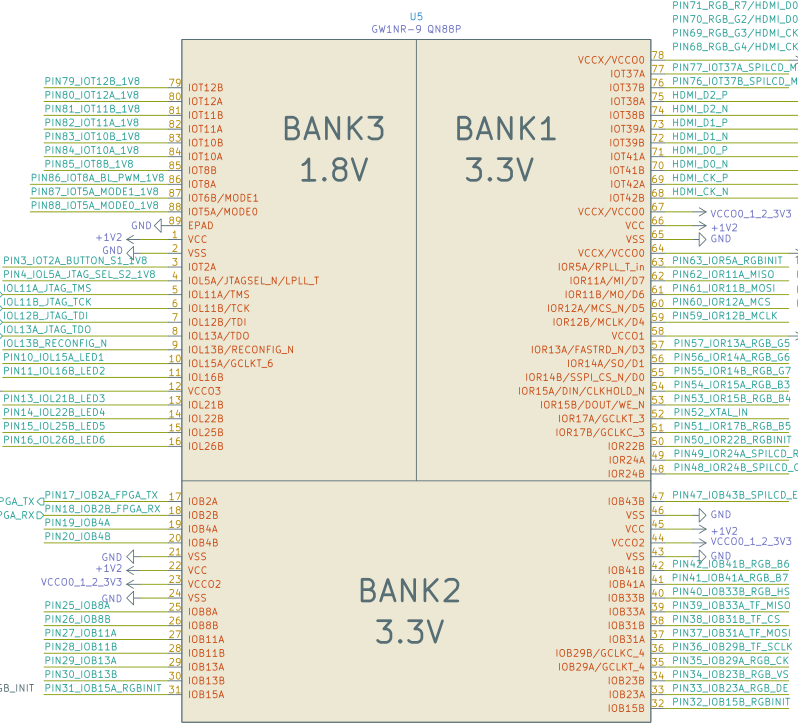 U5
GW1NR-9 QN88P
BANK3
1.8V
BANK1
3.3V
BANK2
3.3V
PIN79_IOT12B_1V8 79 IOT12B
PIN80_IOT12A_1V8 80 IOT12A
PIN81_IOT11B_1V8 81 IOT11B
PIN82_IOT11A_1V8 82 IOT11A
PIN83_IOT10B_1V8 83 IOT10B
PIN84_IOT10A_1V8 84 IOT10A
PIN85_IOT8B_1V8 85 IOT8B
PIN86_IOT8A_BL_PWM_1V8 86 IOT8A
PIN87_IOT5A_MODE1_1V8 87 IOT6B/MODE1
PIN88_IOT5A_MODE0_1V8 88 IOT5A/MODE0
GND 89 EPAD
+1V2 1 VCC
GND 2 VSS
PIN3_IOT2A_BUTTON_S1_1V8 3 IOT2A
PIN4_IOL5A_JTAG_SEL_S2_1V8 4 IOL5A/JTAGSEL_N/LPLL_T
IOL11A_JTAG_TMS 5 IOL11A/TMS
IOL11B_JTAG_TCK 6 IOL11B/TCK
IOL12B_JTAG_TDI 7 IOL12B/TDI
IOL13A_JTAG_TDO 8 IOL13A/TDO
IOL13B_RECONFIG_N 9 IOL13B/RECONFIG_N
PIN10_IOL15A_LED1 10 IOL15A/GCLKT_6
PIN11_IOL16B_LED2 11 IOL16B
12 VCCO3
PIN13_IOL21B_LED3 13 IOL21B
PIN14_IOL22B_LED4 14 IOL22B
PIN15_IOL25B_LED5 15 IOL25B
PIN16_IOL26B_LED6 16 IOL26B
PGA_TX PIN17_IOB2A_FPGA_TX 17 IOB2A
PGA_RX PIN18_IOB2B_FPGA_RX 18 IOB2B
PIN19_IOB4A 19 IOB4A
PIN20_IOB4B 20 IOB4B
GND 21 VSS
+1V2 22 VCC
VCCO0_1_2_3V3 23 VCCO2
GND 24 VSS
PIN25_IOB8A 25 IOB8A
PIN26_IOB8B 26 IOB8B
PIN27_IOB11A 27 IOB11A
PIN28_IOB11B 28 IOB11B
PIN29_IOB13A 29 IOB13A
PIN30_IOB13B 30 IOB13B
GB_INIT PIN31_IOB15A_RGBINIT 31 IOB15A
PIN71_RGB_R7/HDMI_D0
PIN70_RGB_G2/HDMI_D0
PIN69_RGB_G3/HDMI_CK
PIN68_RGB_G4/HDMI_CK
VCCX/VCCO0 78
IOT37A 77 PIN77_IOT37A_SPILCD_M
IOT37B 76 PIN76_IOT37B_SPILCD_M
IOT38A 75 HDMI_D2_P
IOT38B 74 HDMI_D2_N
IOT39A 73 HDMI_D1_P
IOT39B 72 HDMI_D1_N
IOT41A 71 HDMI_D0_P
IOT41B 70 HDMI_D0_N
IOT42A 69 HDMI_CK_P
IOT42B 68 HDMI_CK_N
VCCX/VCCO0 67 VCCO0_1_2_3V3
VCC 66 +1V2
VSS 65 GND
VCCX/VCCO0 64
IOR5A/RPLL_T_in 63 PIN63_IOR5A_RGBINIT
IOR11A/MI/D7 62 PIN62_IOR11A_MISO
IOR11B/MO/D6 61 PIN61_IOR11B_MOSI
IOR12A/MCS_N/D5 60 PIN60_IOR12A_MCS
IOR12B/MCLK/D4 59 PIN59_IOR12B_MCLK
VCCO1 58
IOR13A/FASTRD_N/D3 57 PIN57_IOR13A_RGB_G5
IOR14A/SO/D1 56 PIN56_IOR14A_RGB_G6
IOR14B/SSPI_CS_N/D0 55 PIN55_IOR14B_RGB_G7
IOR15A/DIN/CLKHOLD_N 54 PIN54_IOR15A_RGB_B3
IOR15B/DOUT/WE_N 53 PIN53_IOR15B_RGB_B4
IOR17A/GCLKT_3 52 PIN52_XTAL_IN
IOR17B/GCLKC_3 51 PIN51_IOR17B_RGB_B5
IOR22B 50 PIN50_IOR22B_RGBINIT
IOR24A 49 PIN49_IOR24A_SPILCD_R
IOR24B 48 PIN48_IOR24B_SPILCD_C
IOB43B 47 PIN47_IOB43B_SPILCD_E
VSS 46 GND
VCC 45 +1V2
VCCO2 44 VCCO0_1_2_3V3
VSS 43 GND
IOB41B 42 PIN42_IOB41B_RGB_B6
IOB41A 41 PIN41_IOB41A_RGB_B7
IOB33B 40 PIN40_IOB33B_RGB_HS
IOB33A 39 PIN39_IOB33A_TF_MISO
IOB31B 38 PIN38_IOB31B_TF_CS
IOB31A 37 PIN37_IOB31A_TF_MOSI
IOB29B/GCLKC_4 36 PIN36_IOB29B_TF_SCLK
IOB29A/GCLKT_4 35 PIN35_IOB29A_RGB_CK
IOB23B 34 PIN34_IOB23B_RGB_VS
IOB23A 33 PIN33_IOB23A_RGB_DE
IOB15B 32 PIN32_IOB15B_RGBINIT